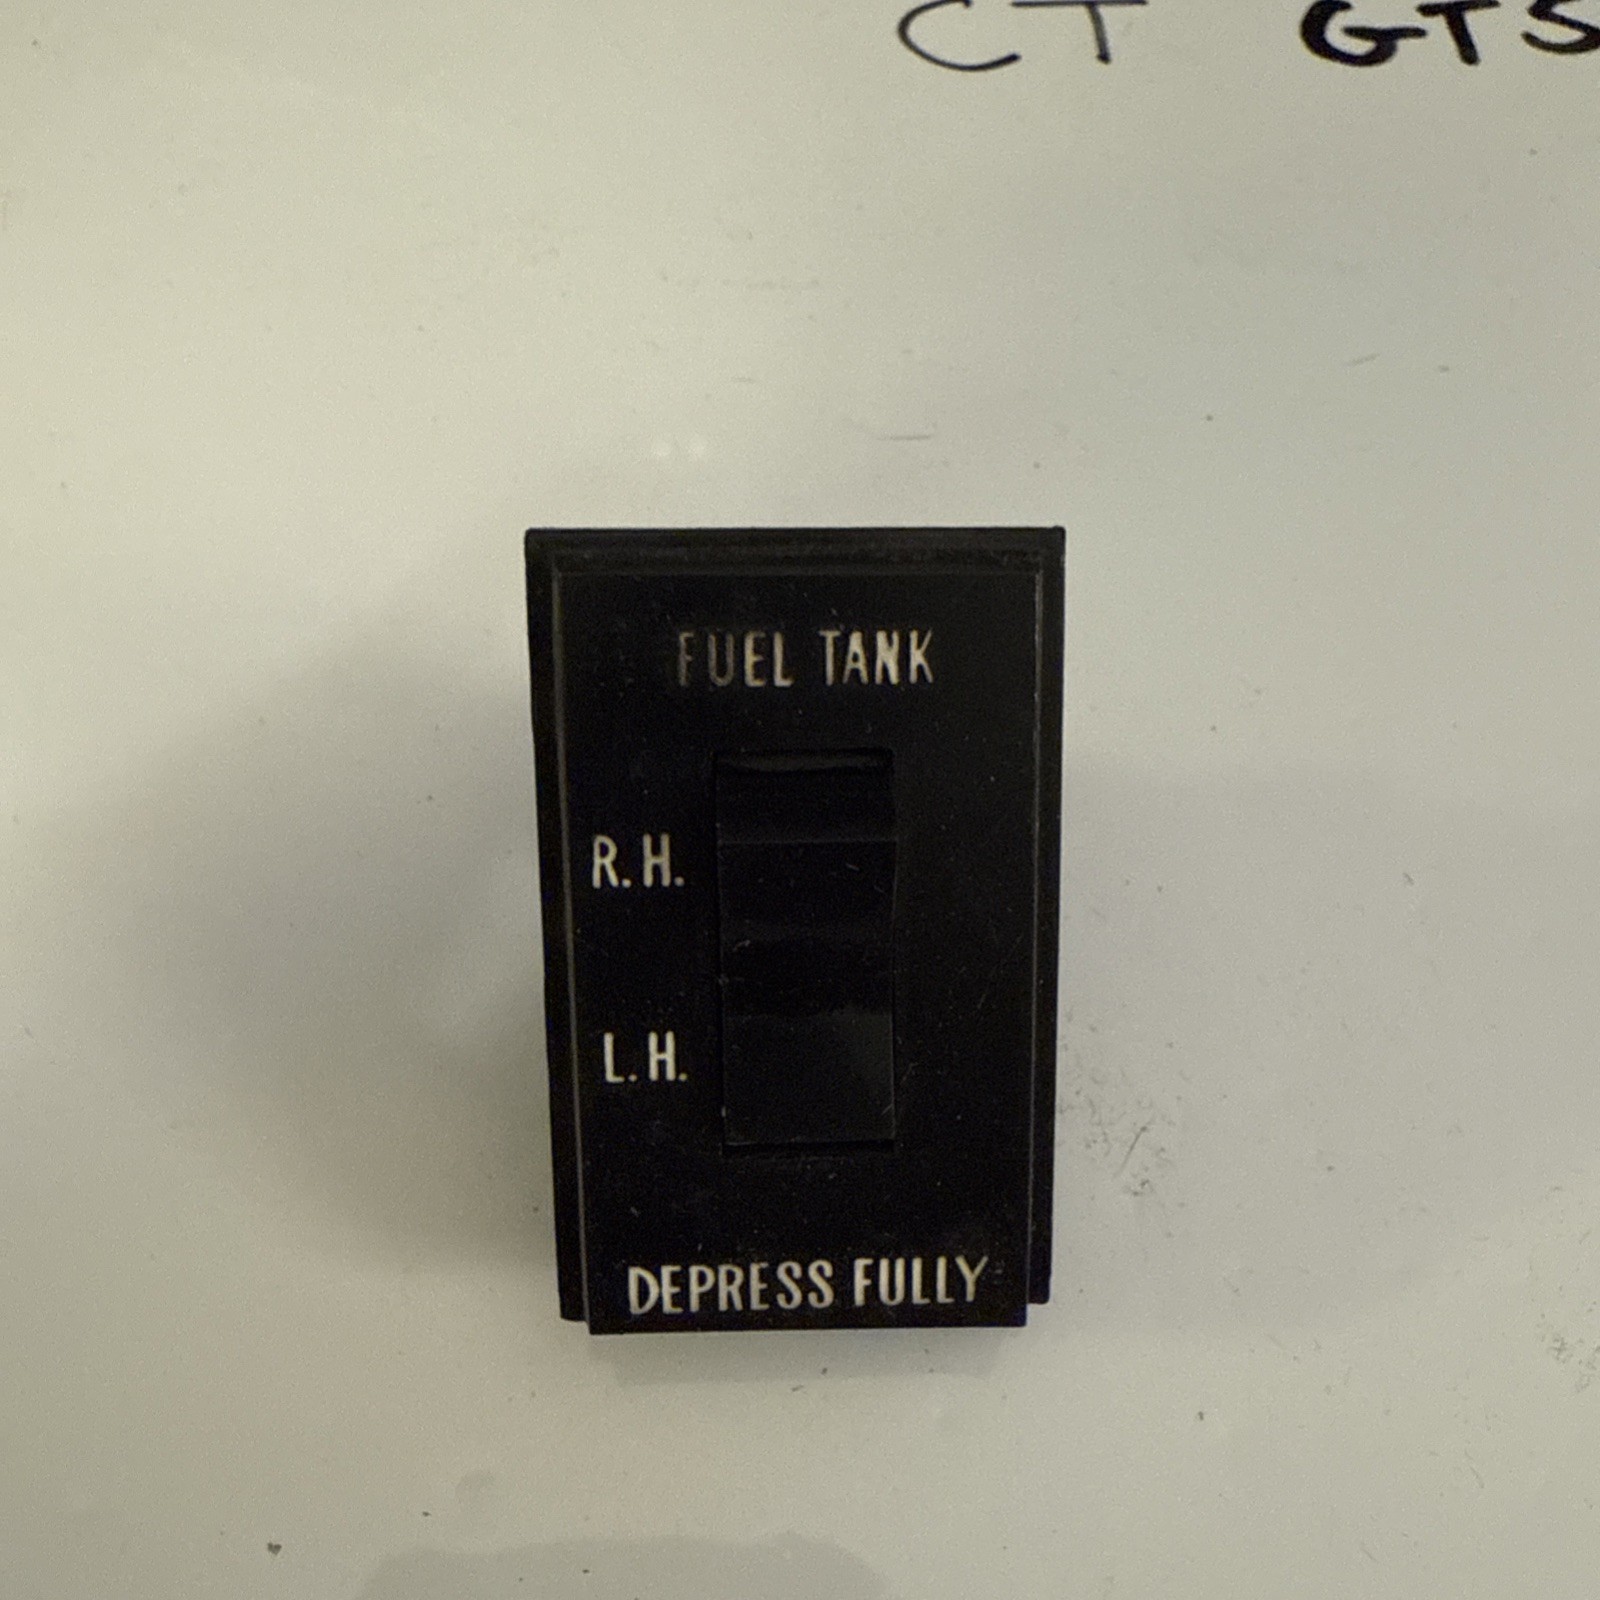 CT GTS
FUEL TANK
R.H.
L.H.
DEPRESS FULLY